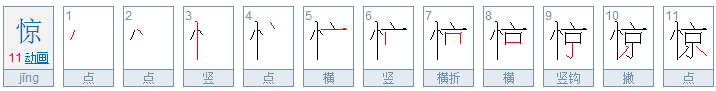 惊 1 2 3 4 5 6 7 8 9 10 11
11 动画
jīng 点 点 竖 点 横 竖 横折 横 竖钩 撇 点